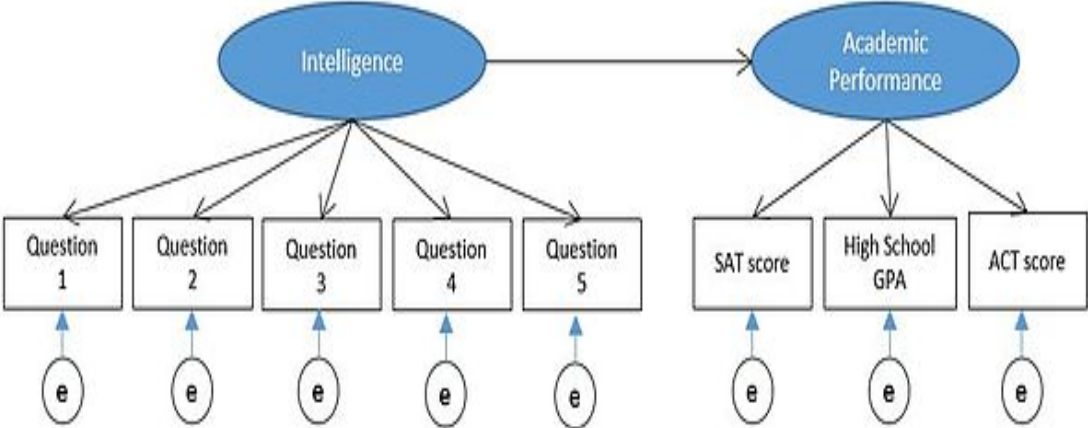 Intelligence
Academic
Performance
Question
1
Question
2
Question
3
Question
4
Question
5
SAT score
High School
GPA
ACT score
e
e
e
e
e
e
e
e